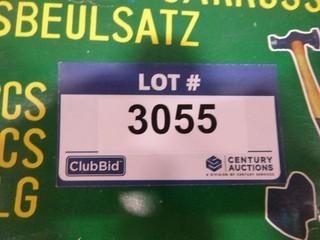 SBEULSATZ
LOT #
3055
CS
CS
LG
ClubBid
CENTURY
AUCTIONS
A DIVISION OF CENTURY SERVICES